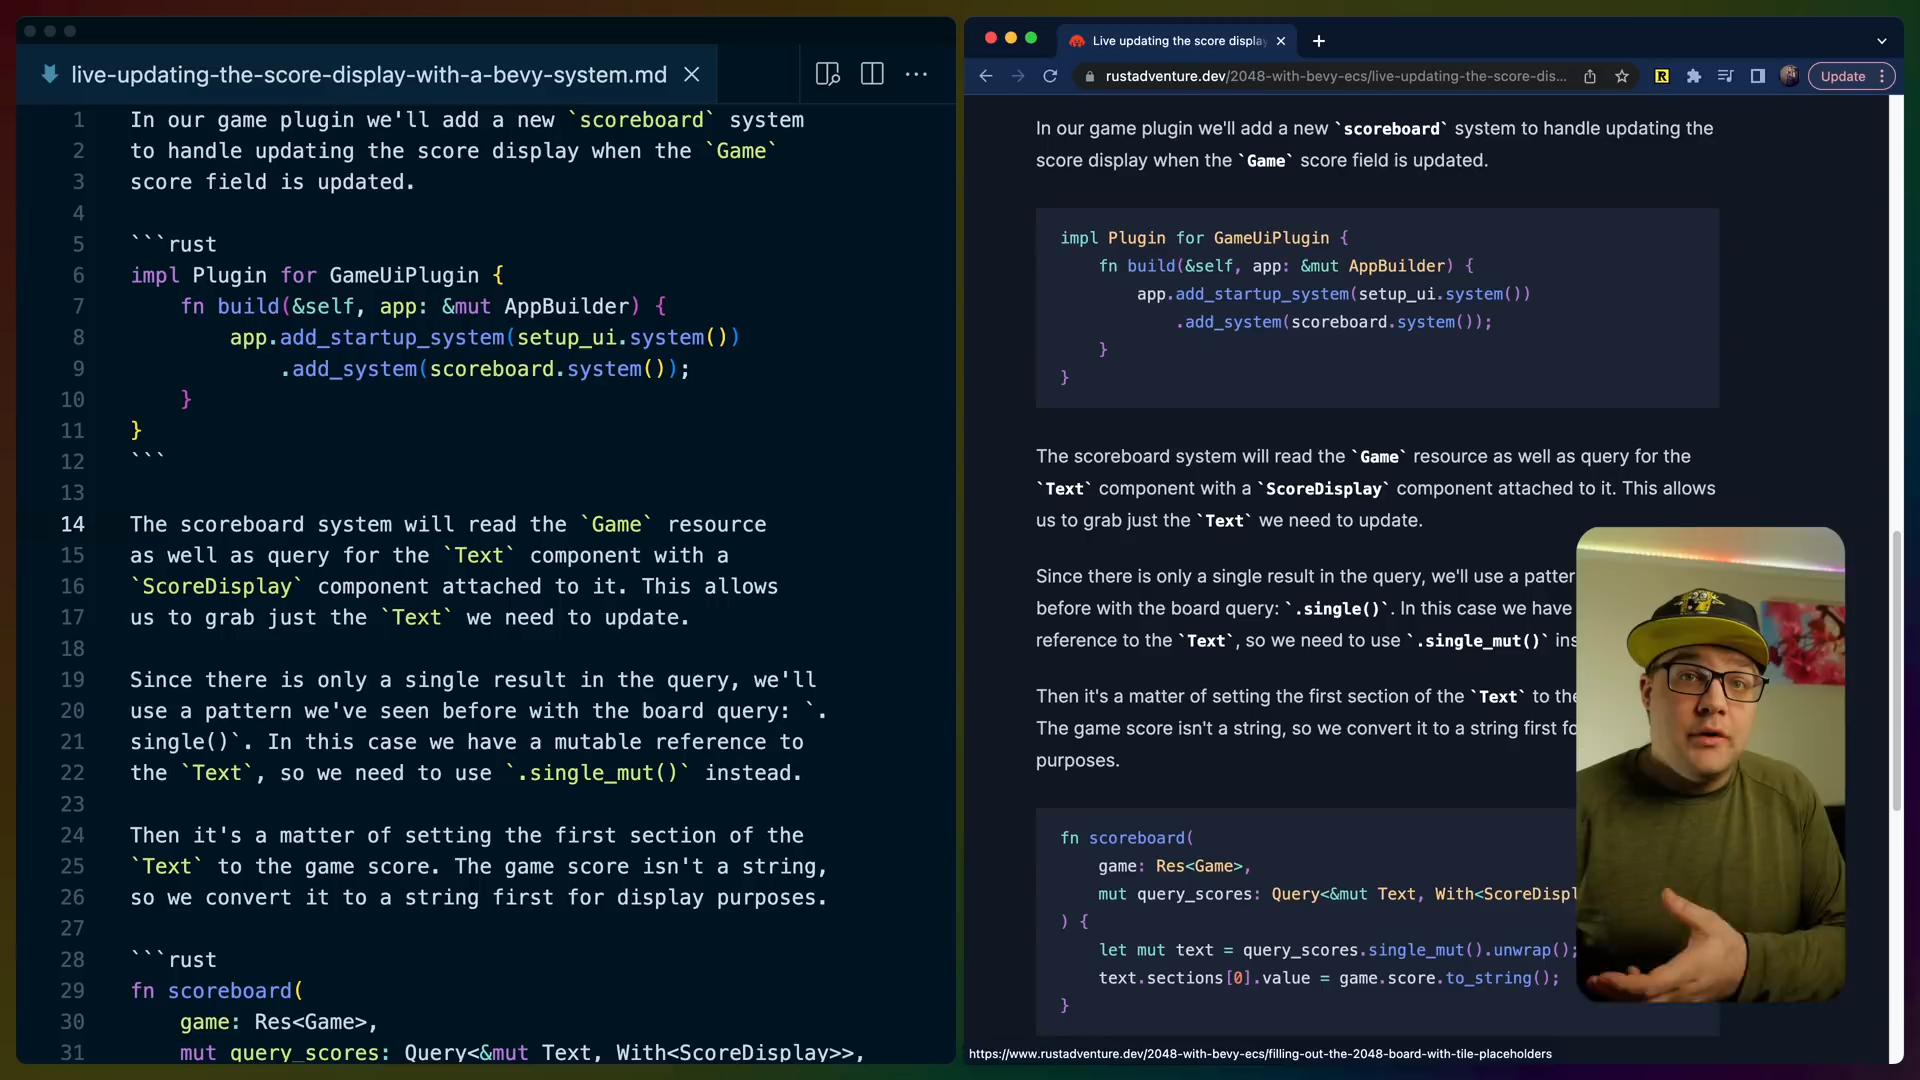 live-updating-the-score-display-with-a-bevy-system.md
1 In our game plugin we'll add a new `scoreboard` system
2 to handle updating the score display when the `Game`
3 score field is updated.
4
5 ```rust
6 impl Plugin for GameUiPlugin {
7 fn build(&self, app: &mut AppBuilder) {
8 app.add_startup_system(setup_ui.system())
9 .add_system(scoreboard.system());
10 }
11 }
12 ```
13
14 The scoreboard system will read the `Game` resource
15 as well as query for the `Text` component with a
16 `ScoreDisplay` component attached to it. This allows
17 us to grab just the `Text` we need to update.
18
19 Since there is only a single result in the query, we'll
20 use a pattern we've seen before with the board query: `.
21 single()`. In this case we have a mutable reference to
22 the `Text`, so we need to use `.single_mut()` instead.
23
24 Then it's a matter of setting the first section of the
25 `Text` to the game score. The game score isn't a string,
26 so we convert it to a string first for display purposes.
27
28 ```rust
29 fn scoreboard(
30 game: Res<Game>,
31 mut query_scores: Query<&mut Text, With<ScoreDisplay>>,
Live updating the score displa
rustadventure.dev/2048-with-bevy-ecs/live-updating-the-score-dis...
R
Update
In our game plugin we'll add a new `scoreboard` system to handle updating the
score display when the `Game` score field is updated.
impl Plugin for GameUiPlugin {
fn build(&self, app: &mut AppBuilder) {
app.add_startup_system(setup_ui.system())
.add_system(scoreboard.system());
}
}
The scoreboard system will read the `Game` resource as well as query for the
`Text` component with a `ScoreDisplay` component attached to it. This allows
us to grab just the `Text` we need to update.
Since there is only a single result in the query, we'll use a patter
before with the board query: `.single()`. In this case we have
reference to the `Text`, so we need to use `.single_mut()` ins
Then it's a matter of setting the first section of the `Text` to the
The game score isn't a string, so we convert it to a string first fo
purposes.
fn scoreboard(
game: Res<Game>,
mut query_scores: Query<&mut Text, With<ScoreDispl
) {
let mut text = query_scores.single_mut().unwrap();
text.sections[0].value = game.score.to_string();
}
https://www.rustadventure.dev/2048-with-bevy-ecs/filling-out-the-2048-board-with-tile-placeholders